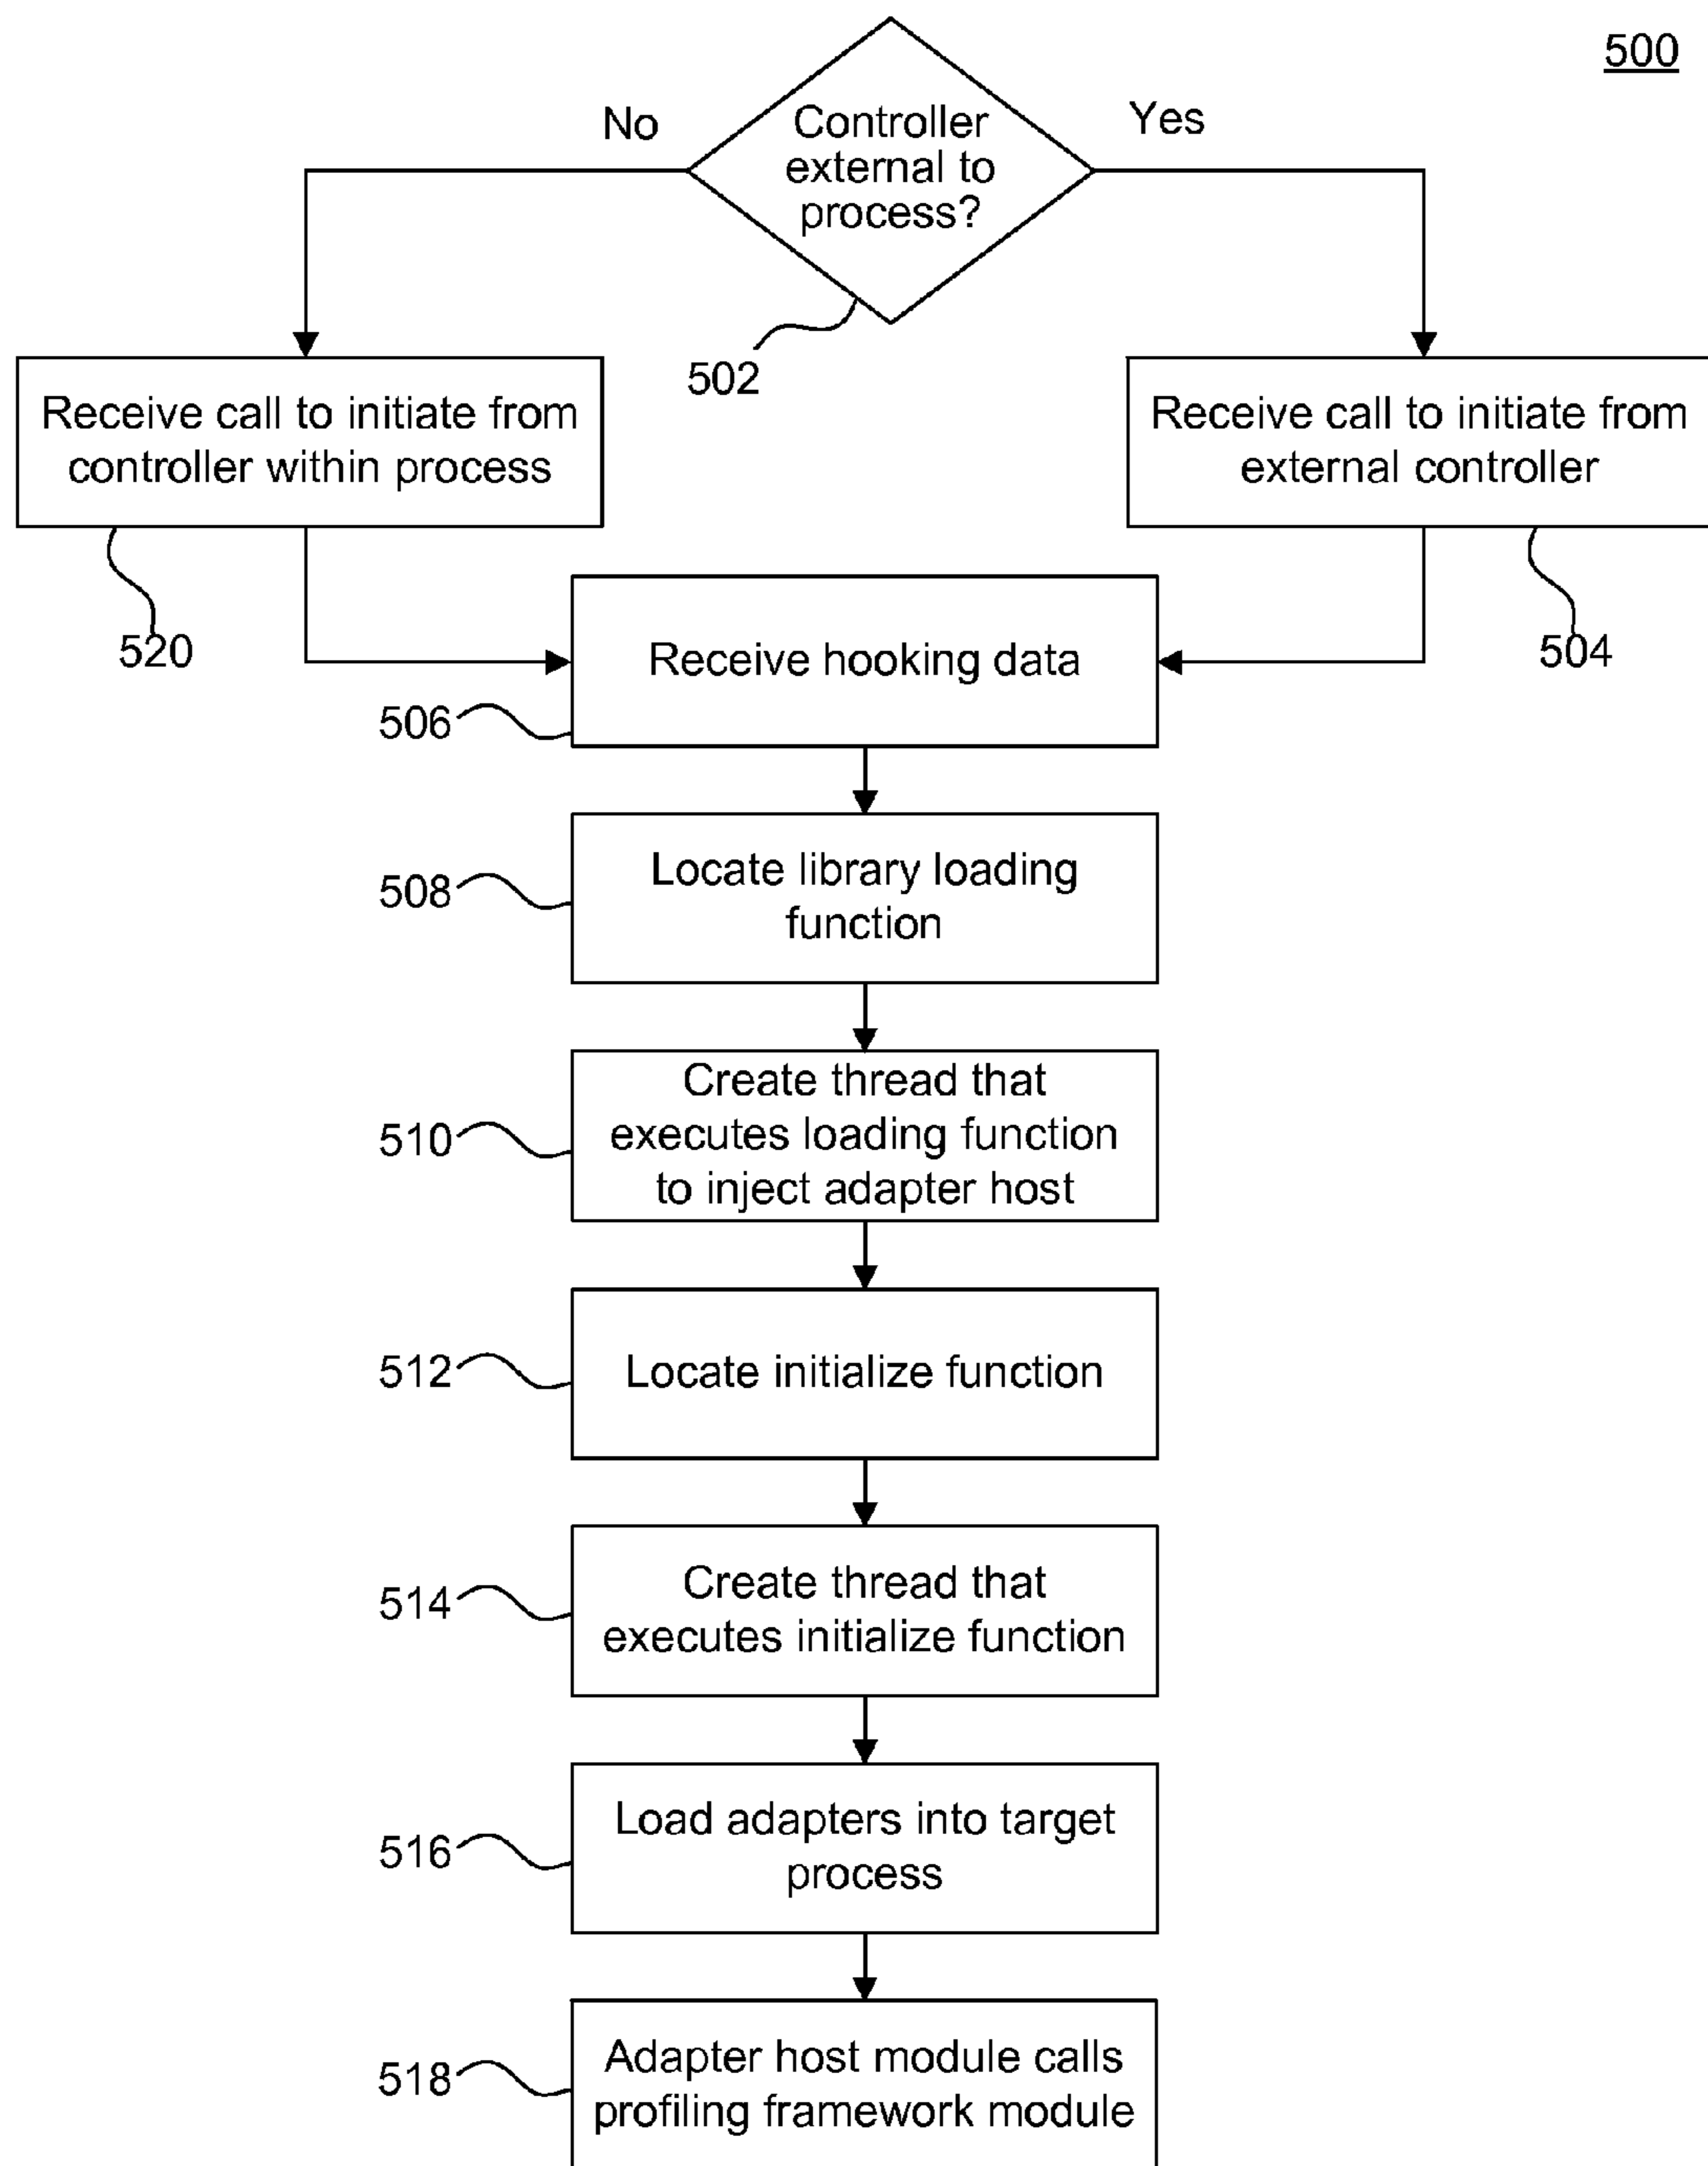 500
No
Yes
Controller
external to
process?
502
Receive call to initiate from
controller within process
520
Receive call to initiate from
external controller
504
Receive hooking data
506
Locate library loading
function
508
Create thread that
executes loading function
to inject adapter host
510
Locate initialize function
512
Create thread that
executes initialize function
514
Load adapters into target
process
516
Adapter host module calls
profiling framework module
518